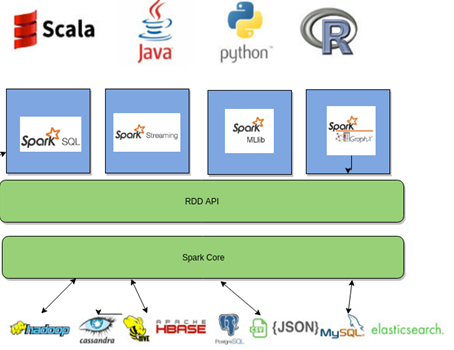 Scala
Java
python
R
Spark SQL
Spark Streaming
Spark MLlib
Spark
RDD API
Spark Core
hadoop
cassandra
HIVE
APACHE HBASE
PostgreSQL
{JSON}
MySQL
elasticsearch.